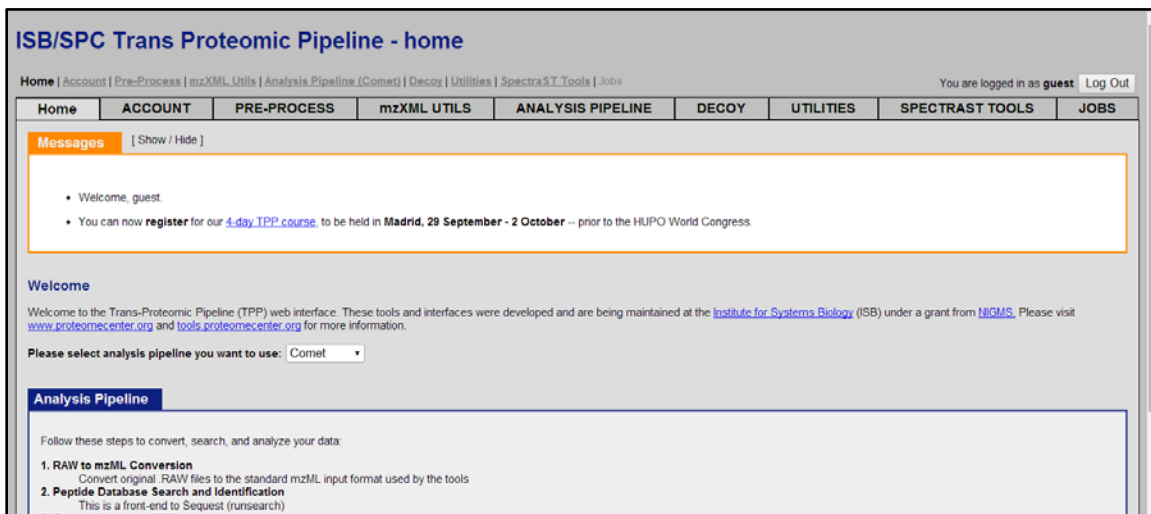 ISB/SPC Trans Proteomic Pipeline - home
Home | Account | Pre-Process | mzXML Utils | Analysis Pipeline (Comet) | Decoy | Utilities | SpectraST Tools | Jobs
You are logged in as guest. Log Out
Home ACCOUNT PRE-PROCESS mzXML UTILS ANALYSIS PIPELINE DECOY UTILITIES SPECTRAST TOOLS JOBS
Messages [ Show / Hide ]
• Welcome, guest.
• You can now register for our 4-day TPP course, to be held in Madrid, 29 September - 2 October -- prior to the HUPO World Congress.
Welcome
Welcome to the Trans-Proteomic Pipeline (TPP) web interface. These tools and interfaces were developed and are being maintained at the Institute for Systems Biology (ISB) under a grant from NIGMS. Please visit
www.proteomecenter.org and tools.proteomecenter.org for more information.
Please select analysis pipeline you want to use: Comet
Analysis Pipeline
Follow these steps to convert, search, and analyze your data:
1. RAW to mzML Conversion
Convert original .RAW files to the standard mzML input format used by the tools
2. Peptide Database Search and Identification
This is a front-end to Sequest (runsearch)